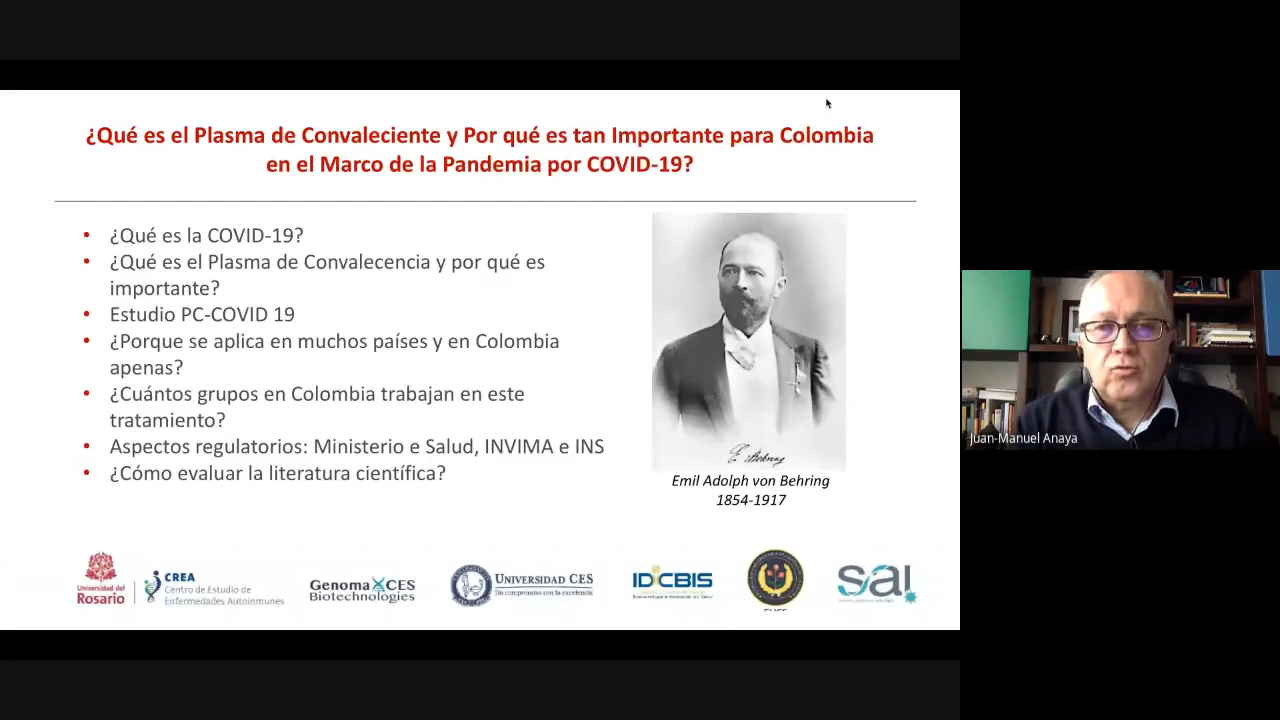 ¿Qué es el Plasma de Convaleciente y Por qué es tan Importante para Colombia
en el Marco de la Pandemia por COVID-19?
• ¿Qué es la COVID-19?
• ¿Qué es el Plasma de Convalecencia y por qué es
importante?
• Estudio PC-COVID 19
• ¿Porque se aplica en muchos países y en Colombia
apenas?
• ¿Cuántos grupos en Colombia trabajan en este
tratamiento?
• Aspectos regulatorios: Ministerio e Salud, INVIMA e INS
• ¿Cómo evaluar la literatura científica?
E. Behring
Emil Adolph von Behring
1854-1917
Juan-Manuel Anaya
Universidad del
Rosario
CREA
Centro de Estudio de
Enfermedades Autoinmunes
Genoma CES
Biotechnologies
UNIVERSIDAD CES
Un compromiso con la excelencia
IDCBIS
sal